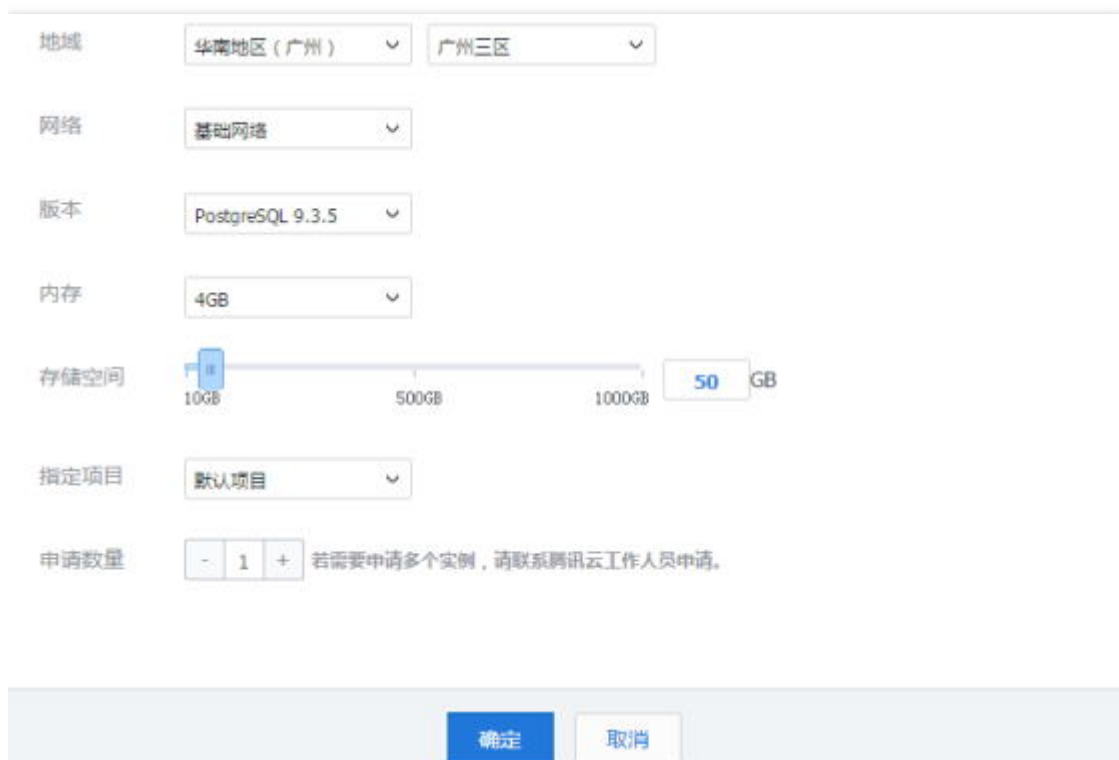 地域 华南地区（广州） 广州三区
网络 基础网络
版本 PostgreSQL 9.3.5
内存 4GB
存储空间 50 GB
10GB 500GB 1000GB
指定项目 默认项目
申请数量 - 1 + 若需要申请多个实例，请联系腾讯云工作人员申请。
确定 取消